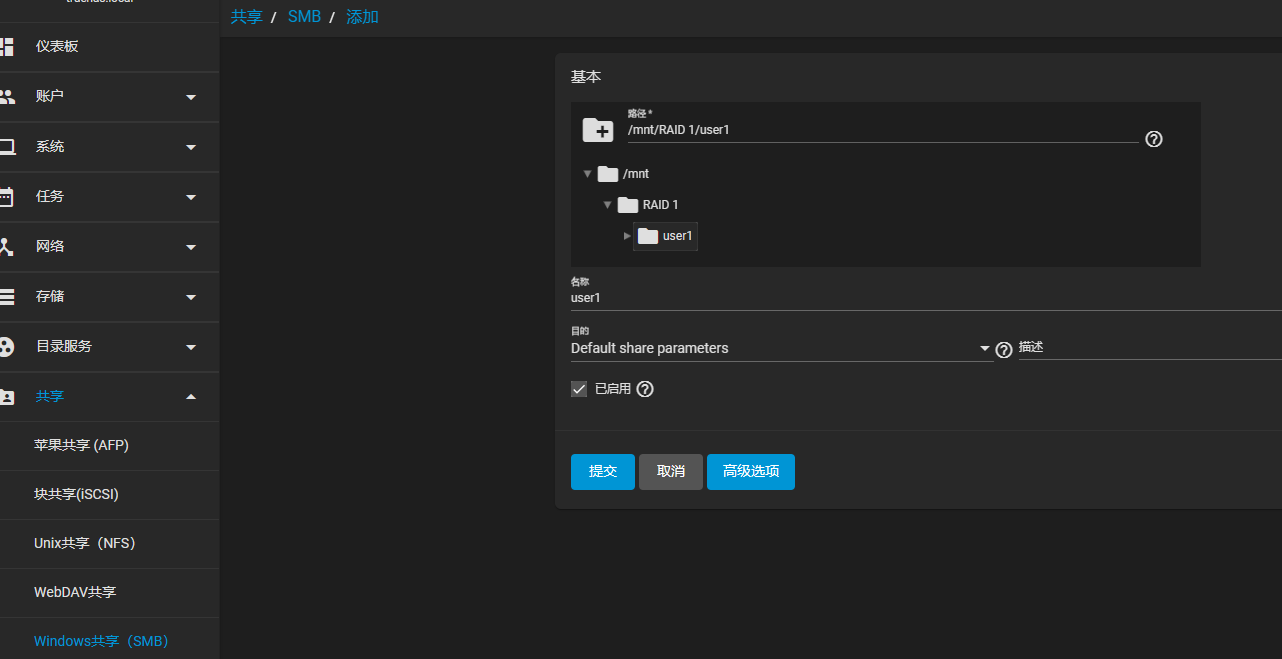 共享 / SMB / 添加
仪表板
账户
系统
任务
网络
存储
目录服务
共享
苹果共享 (AFP)
块共享(iSCSI)
Unix共享（NFS）
WebDAV共享
Windows共享（SMB）
基本
路径 *
/mnt/RAID 1/user1
/mnt
RAID 1
user1
名称
user1
目的
Default share parameters
描述
已启用
提交 取消 高级选项